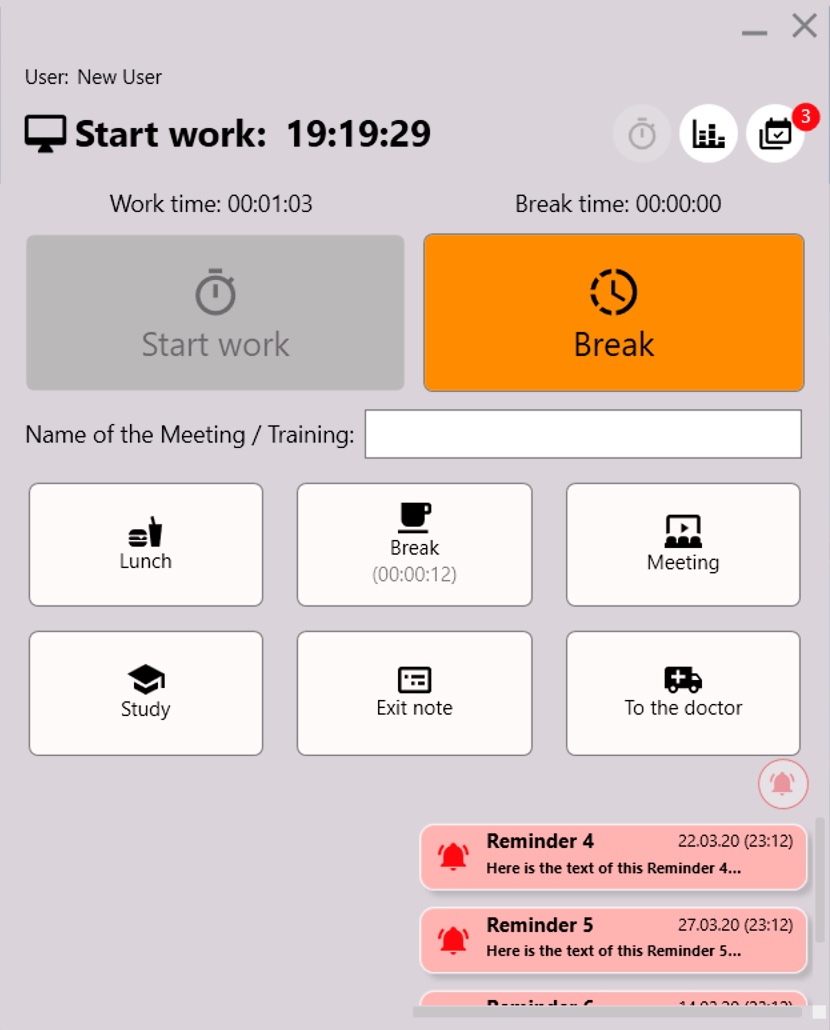 User: New User
Start work: 19:19:29
3
Work time: 00:01:03
Break time: 00:00:00
Start work
Break
Name of the Meeting / Training:
Lunch
Break
(00:00:12)
Meeting
Study
Exit note
To the doctor
Reminder 4 22.03.20 (23:12)
Here is the text of this Reminder 4...
Reminder 5 27.03.20 (23:12)
Here is the text of this Reminder 5...
Reminder 6